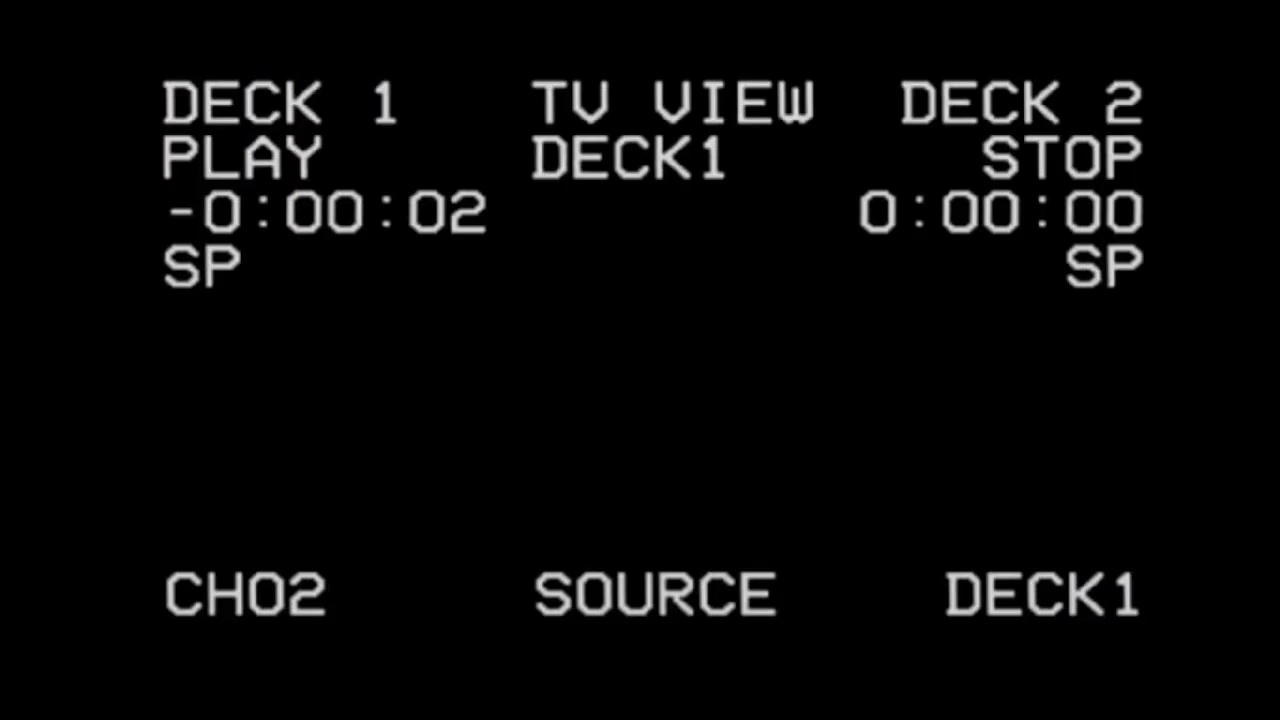 DECK 1 TV VIEW DECK 2
PLAY DECK1 STOP
-0:00:02 0:00:00
SP SP
CH02 SOURCE DECK1